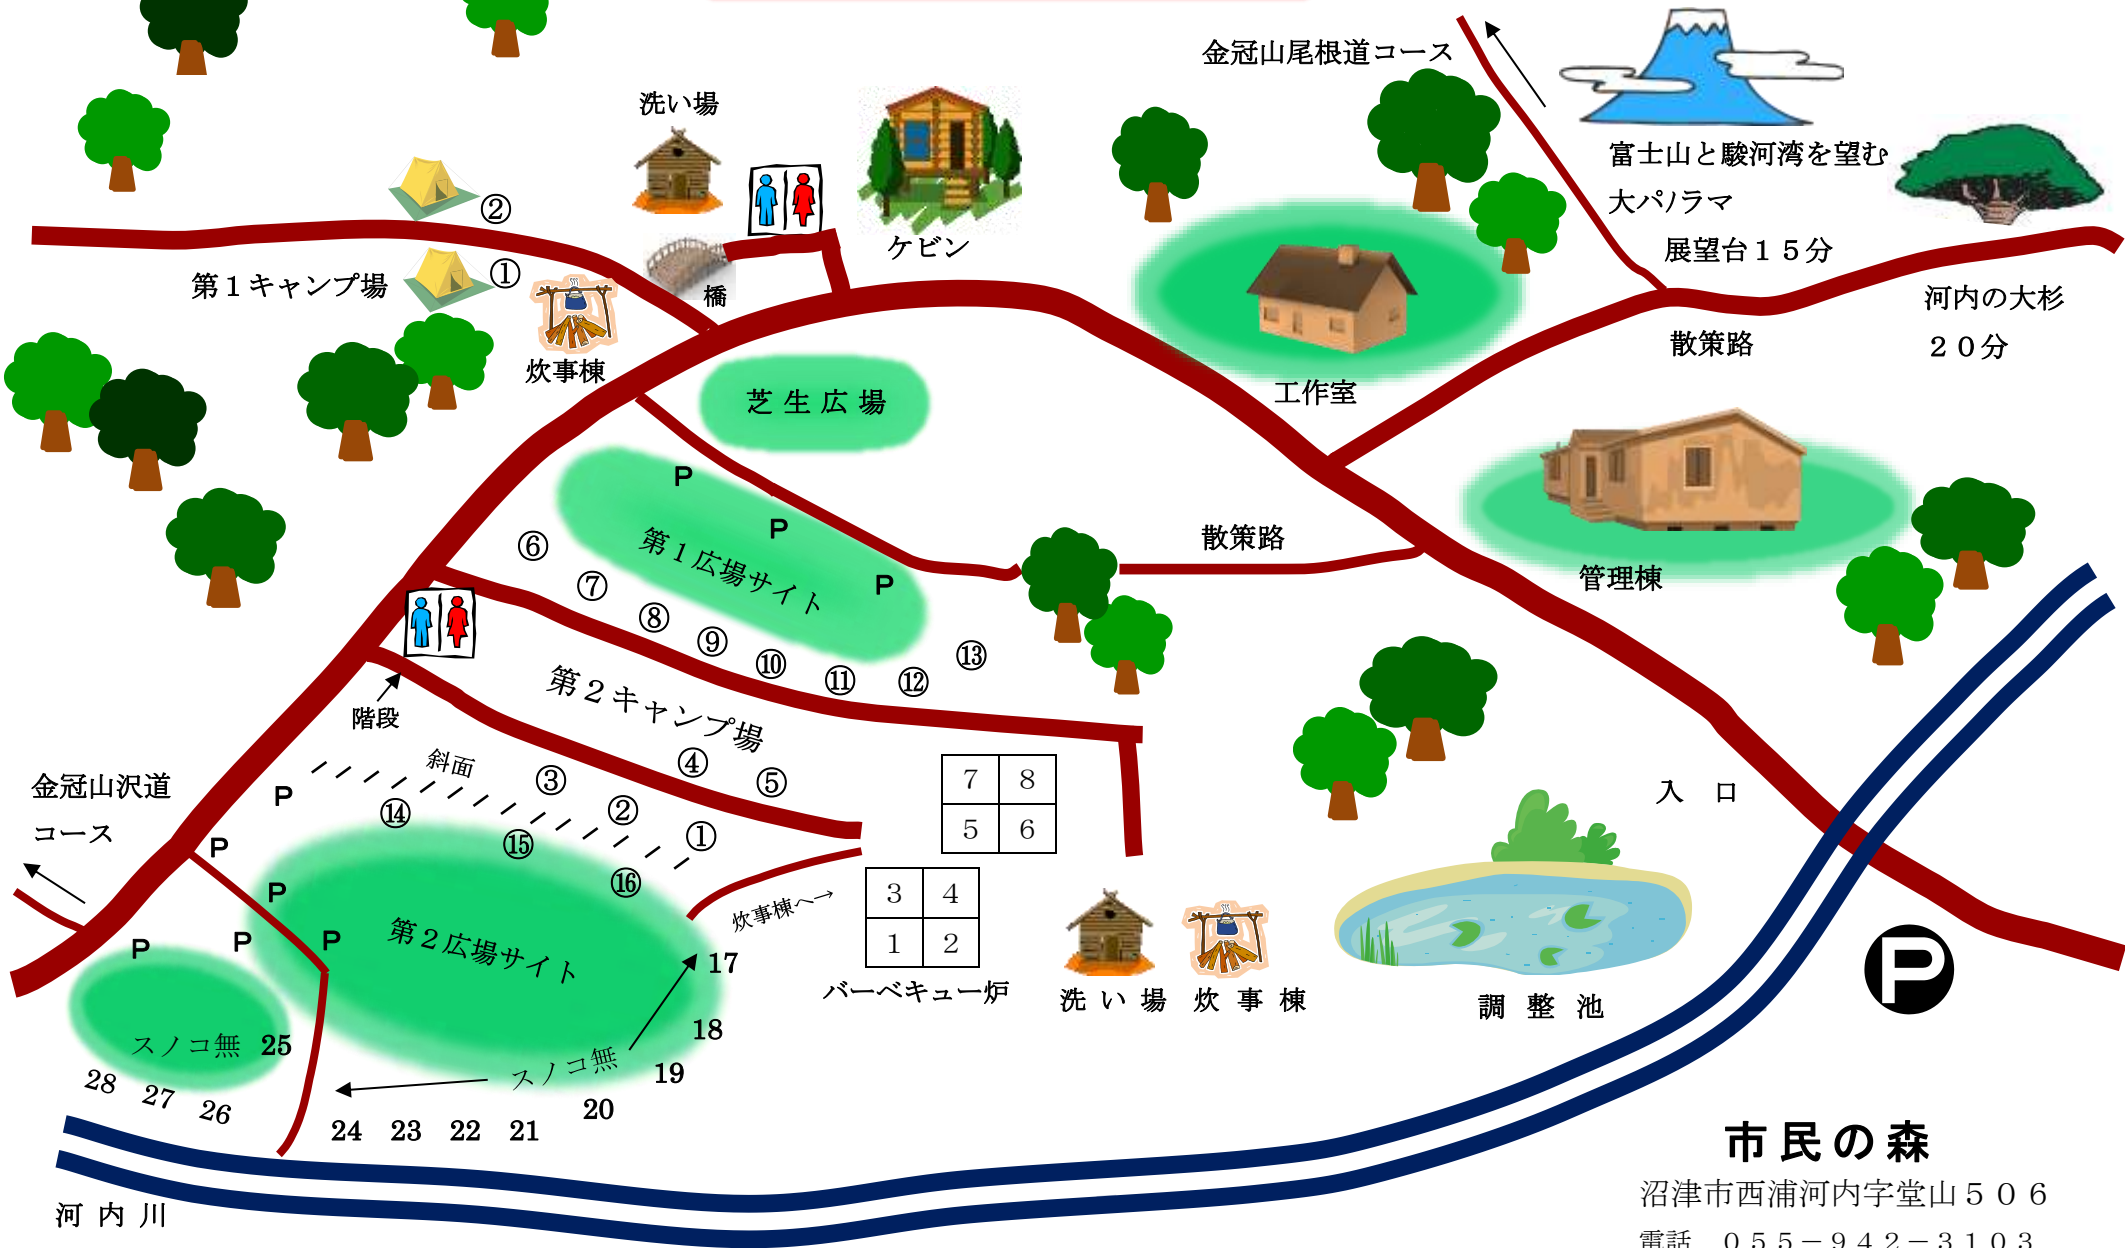 金冠山尾根道コース
洗い場
富士山と駿河湾を望む
大パノラマ
展望台１５分
②
ケビン
①
第１キャンプ場
橋
河内の大杉
２０分
散策路
炊事棟
工作室
芝生広場
P
P
第１広場サイト
P
散策路
管理棟
⑥
⑦
⑧
⑨
⑩
⑪
⑫
⑬
第２キャンプ場
階段
斜面
③
④
⑤
②
①
⑭
⑮
⑯
金冠山沢道
コース
P
P
P
P
P
P
7 8
5 6
3 4
1 2
バーベキュー炉
炊事棟へ→
入　口
第２広場サイト
17
18
19
20
21
22
23
24
スノコ無
スノコ無
25
26
27
28
洗い場
炊事棟
調整池
P
河内川
市民の森
沼津市西浦河内字堂山５０６
電話　０５５－９４２－３１０３